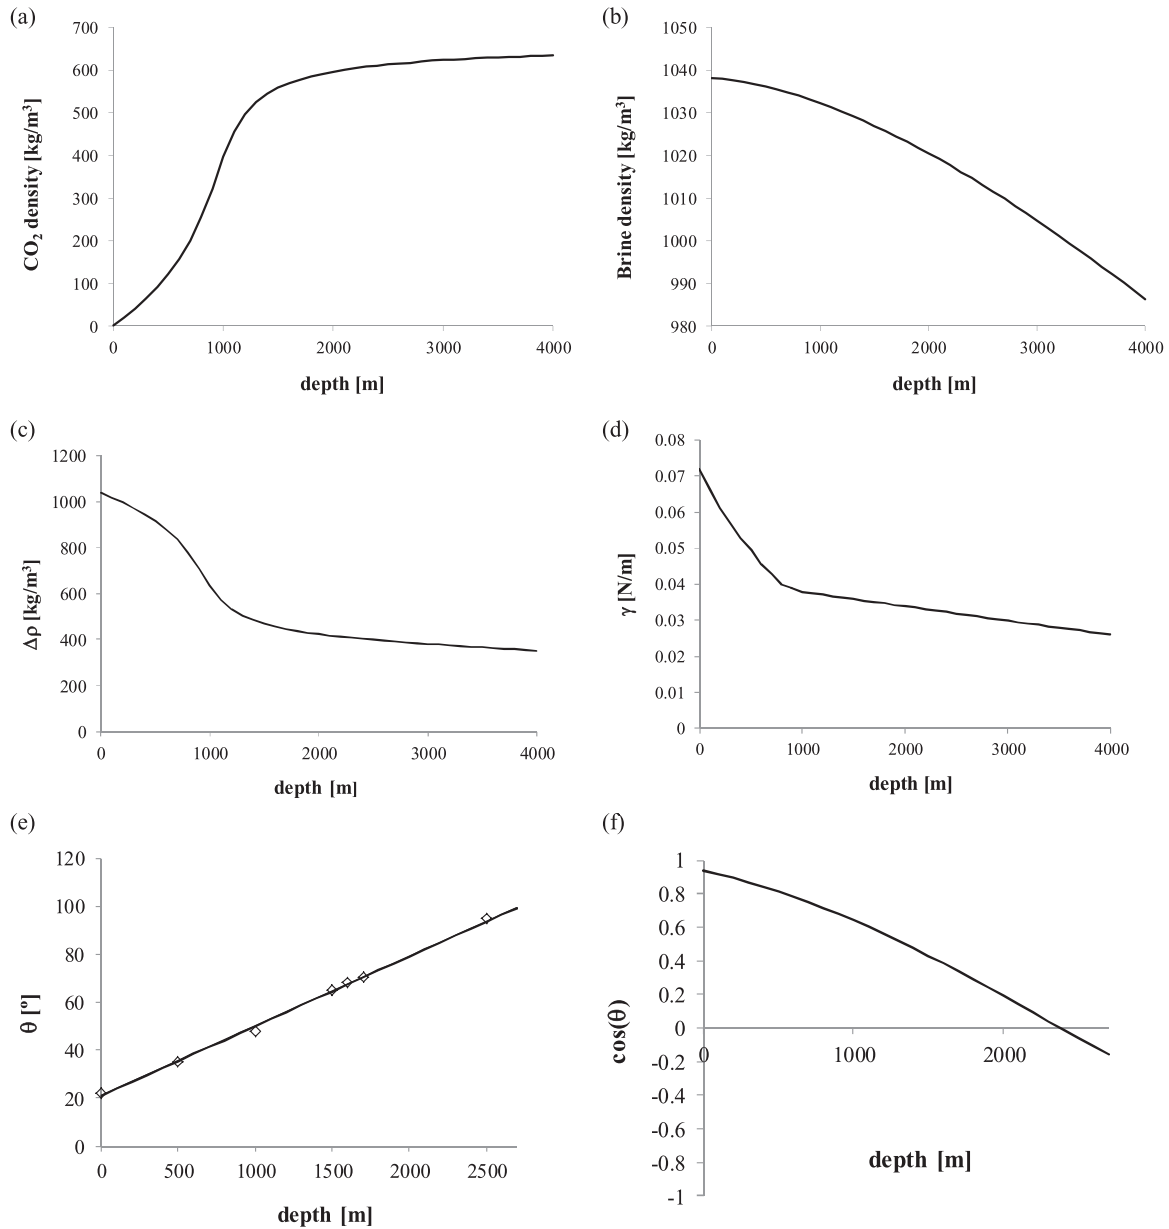 (a)
700
600
500
400
300
200
100
0
CO2 density [kg/m3]
0 1000 2000 3000 4000
depth [m]
(b)
1050
1040
1030
1020
1010
1000
990
980
Brine density [kg/m3]
0 1000 2000 3000 4000
depth [m]
(c)
1200
1000
800
600
400
200
0
Δρ [kg/m3]
0 1000 2000 3000 4000
depth [m]
(d)
0.08
0.07
0.06
0.05
0.04
0.03
0.02
0.01
0
γ [N/m]
0 1000 2000 3000 4000
depth [m]
(e)
120
100
80
60
40
20
0
θ [º]
0 500 1000 1500 2000 2500
depth [m]
(f)
1
0.8
0.6
0.4
0.2
0
-0.2
-0.4
-0.6
-0.8
-1
cos(θ)
0 1000 2000
depth [m]